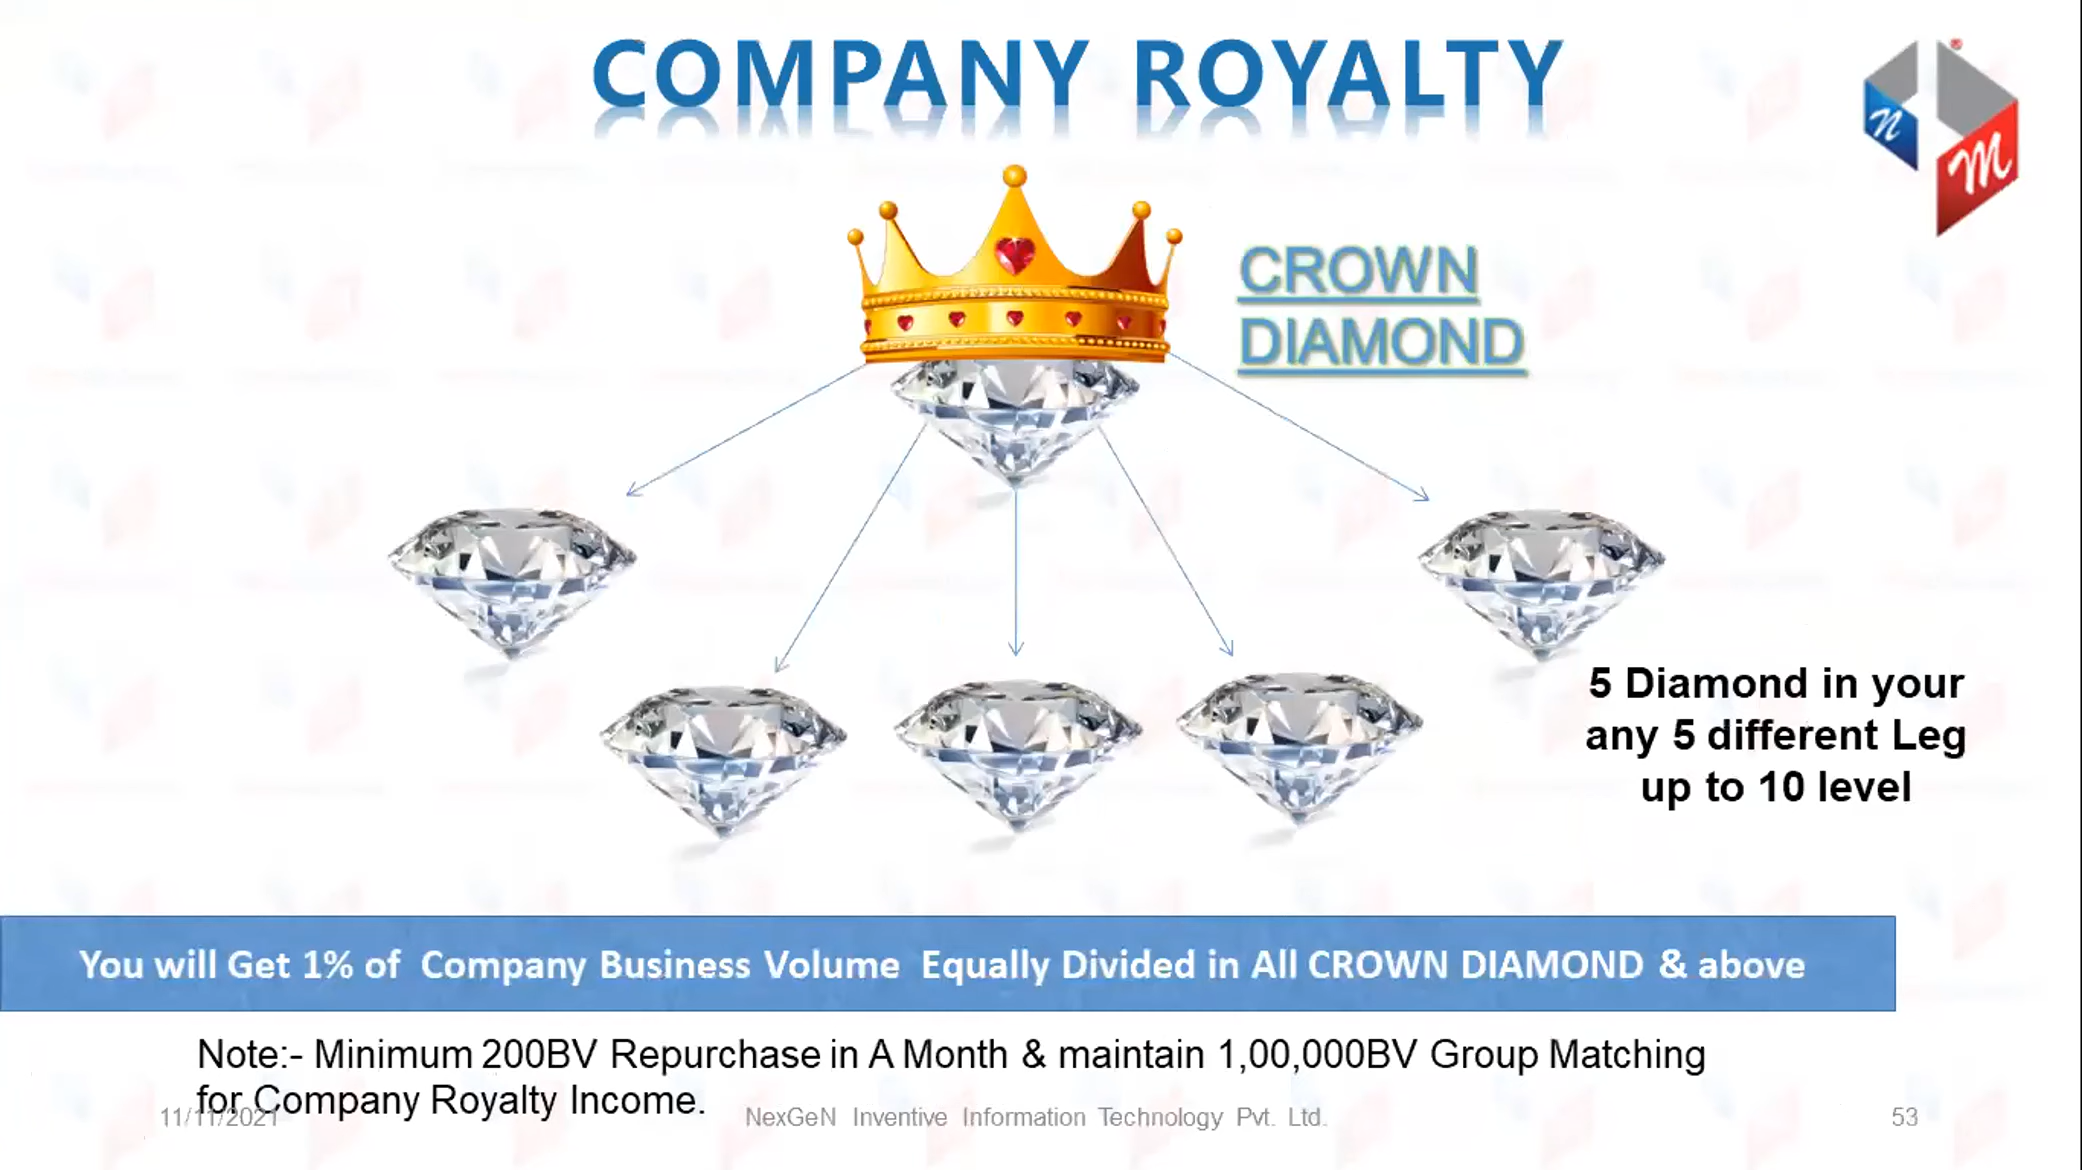 COMPANY ROYALTY
n
M
CROWN
DIAMOND
5 Diamond in your
any 5 different Leg
up to 10 level
You will Get 1% of Company Business Volume Equally Divided in All CROWN DIAMOND & above
Note:- Minimum 200BV Repurchase in A Month & maintain 1,00,000BV Group Matching
for Company Royalty Income.
11/11/2021
NexGeN Inventive Information Technology Pvt. Ltd.
53